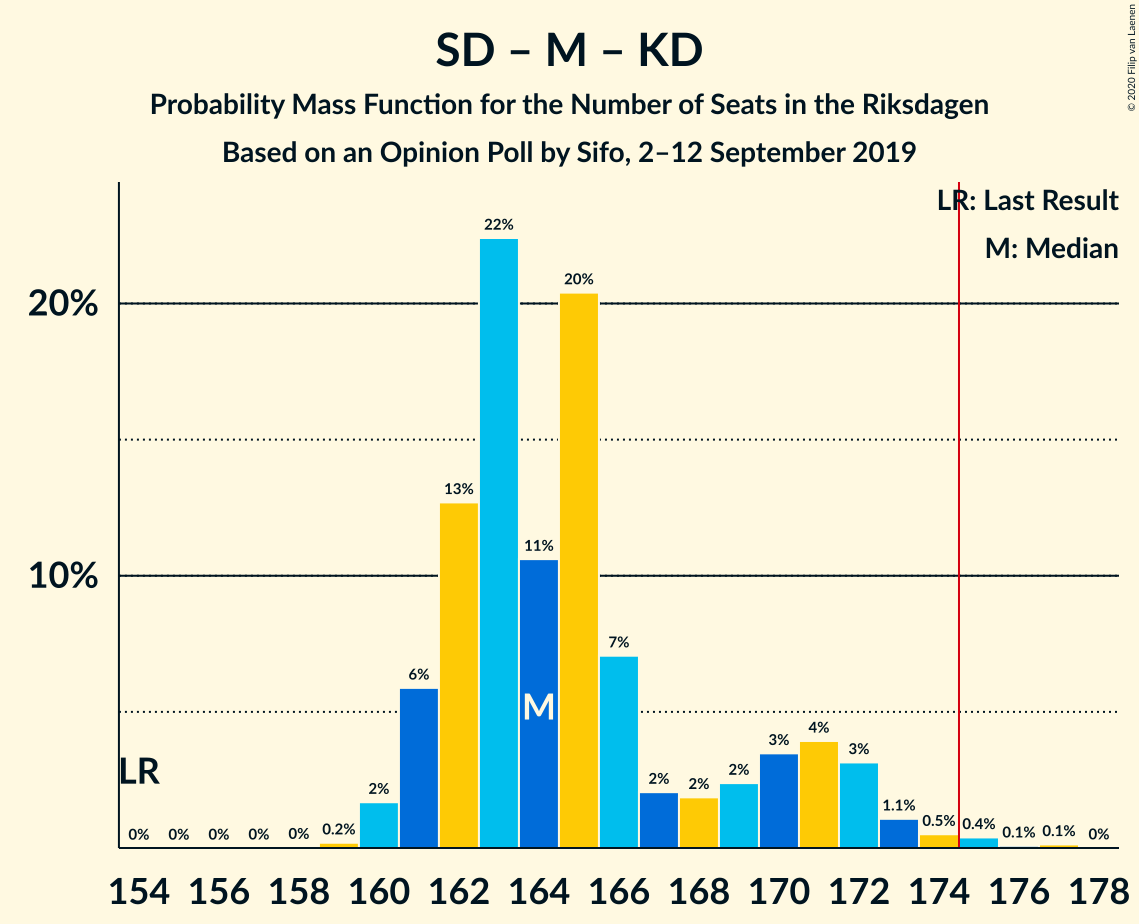 SD – M – KD
Probability Mass Function for the Number of Seats in the Riksdagen
Based on an Opinion Poll by Sifo, 2–12 September 2019
© 2020 Filip van Laenen
LR: Last Result
M: Median
22%
20%
20%
13%
11%
10%
7%
6%
M
4%
3%
3%
LR
2%
2%
2%
2%
1.1%
0% 0% 0% 0% 0% 0.2% 0.5% 0.4% 0.1% 0.1% 0%
154 156 158 160 162 164 166 168 170 172 174 176 178